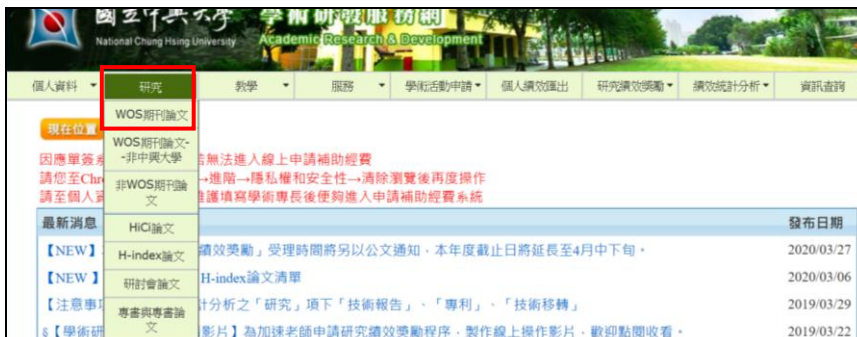 國立中興大學 學術研發服務網
National Chung Hsing University Academic Research & Development
個人資料 研究 教學 服務 學術活動申請 個人績效匯出 研究績效獎勵 績效統計分析 資訊查詢
WOS期刊論文
現在位置
WOS期刊論文-
-非中興大學
非WOS期刊論
文
HiCi論文
H-index論文
研討會論文
專書與專書論
文
因應單簽 無法進入線上申請補助經費
請您至Chr →進階→隱私權和安全性→清除瀏覽後再度操作
請至個人 維護填寫學術專長後便夠進入申請補助經費系統
最新消息 發布日期
【NEW】 績效獎勵」受理時間將另以公文通知,本年度截止日將延長至4月中下旬。 2020/03/27
【NEW】 H-index論文清單 2020/03/06
【注意事 計分析之「研究」項下「技術報告」、「專利」、「技術移轉」 2019/03/29
§【學術研 影片】為加速老師申請研究績效獎勵程序,製作線上操作影片,歡迎點閱收看。 2019/03/22